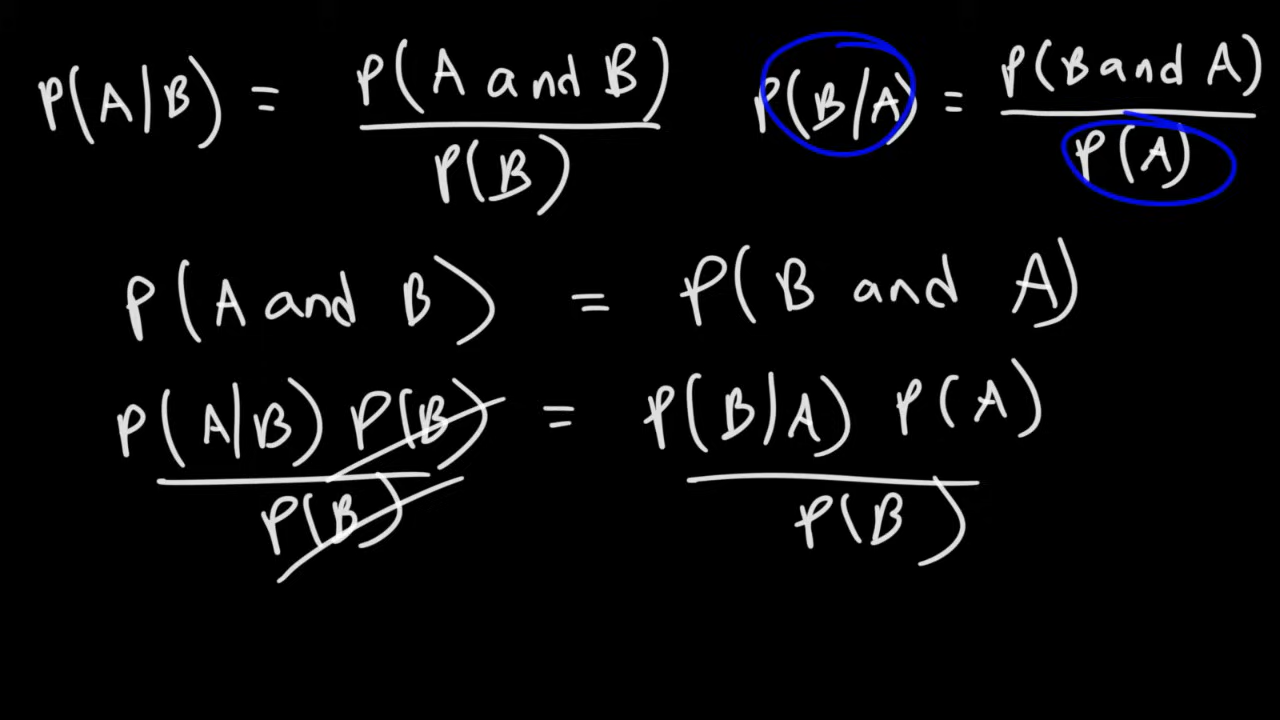 P(A|B) = P(A and B) / P(B)    P(B/A) = P(B and A) / P(A)
P(A and B) = P(B and A)
P(A|B) P(B) / P(B) = P(B/A) P(A) / P(B)